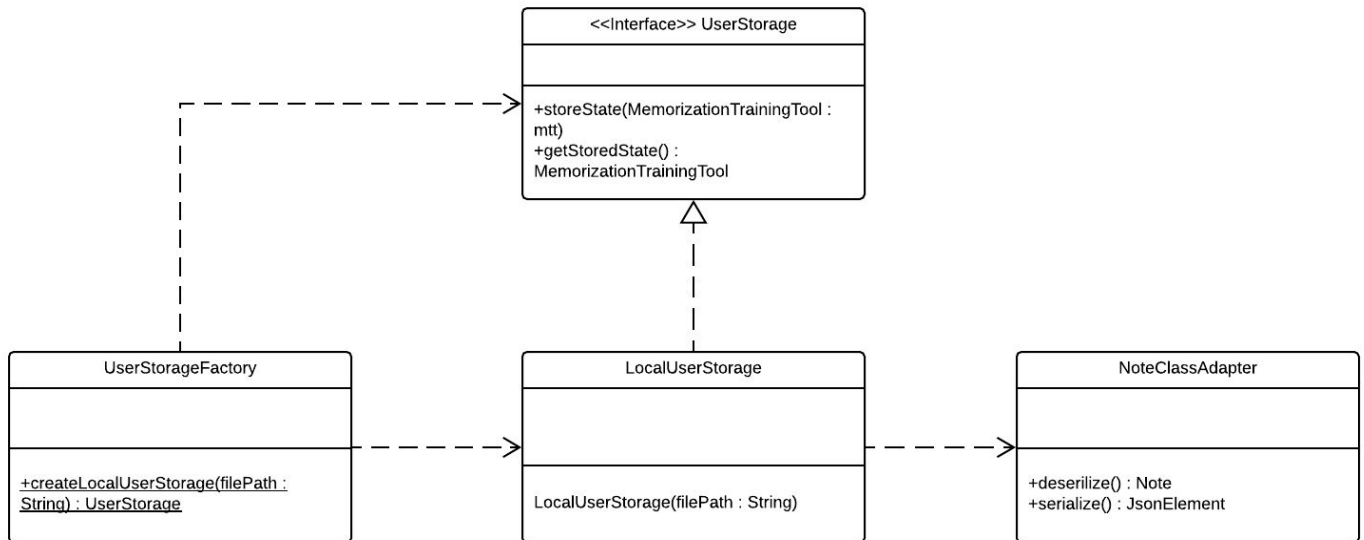 <<Interface>> UserStorage
+storeState(MemorizationTrainingTool :
mtt)
+getStoredState() :
MemorizationTrainingTool
UserStorageFactory
+createLocalUserStorage(filePath :
String) : UserStorage
LocalUserStorage
LocalUserStorage(filePath : String)
NoteClassAdapter
+deserilize() : Note
+serialize() : JsonElement